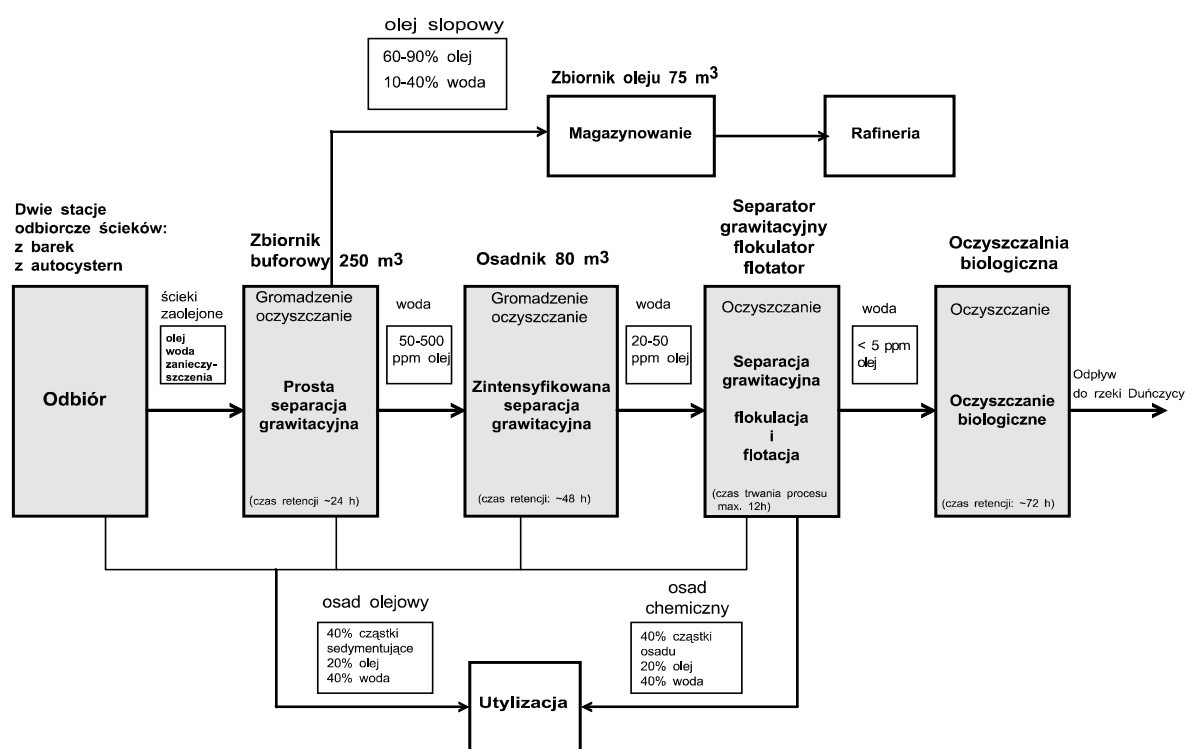 olej slopowy
60-90% olej
10-40% woda
Zbiornik oleju 75 m3
Magazynowanie
Rafineria
Dwie stacje
odbiorcze ścieków:
z barek
z autocystern
Odbiór
ścieki
zaolejone
olej
woda
zanieczy-
szczenia
Zbiornik
buforowy 250 m3
Gromadzenie
oczyszczanie
Prosta
separacja
grawitacyjna
(czas retencji ~24 h)
woda
50-500
ppm olej
Osadnik 80 m3
Gromadzenie
oczyszczanie
Zintensyfikowana
separacja
grawitacyjna
(czas retencji: ~48 h)
woda
20-50
ppm olej
Separator
grawitacyjny
flokulator
flotator
Oczyszczanie
Separacja
grawitacyjna
flokulacja
i
flotacja
(czas trwania procesu
max. 12h)
woda
< 5 ppm
olej
Oczyszczalnia
biologiczna
Oczyszczanie
Oczyszczanie
biologiczne
(czas retencji: ~72 h)
Odpływ
do rzeki Duńczycy
osad olejowy
40% cząstki
sedymentujące
20% olej
40% woda
osad
chemiczny
40% cząstki
osadu
20% olej
40% woda
Utylizacja